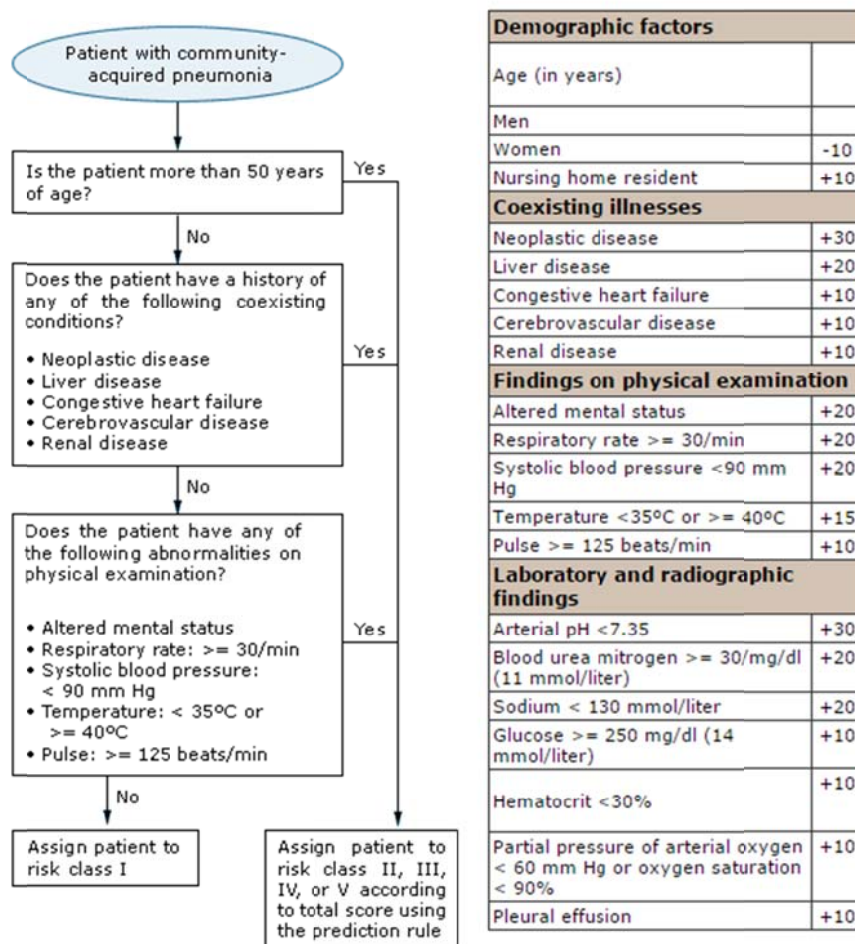 Patient with community-
acquired pneumonia
Is the patient more than 50 years
of age?
Yes
No
Does the patient have a history of
any of the following coexisting
conditions?
• Neoplastic disease
• Liver disease
• Congestive heart failure
• Cerebrovascular disease
• Renal disease
Yes
No
Does the patient have any of
the following abnormalities on
physical examination?
• Altered mental status
• Respiratory rate: >= 30/min
• Systolic blood pressure:
< 90 mm Hg
• Temperature: < 35ºC or
>= 40ºC
• Pulse: >= 125 beats/min
Yes
No
Assign patient to
risk class I
Assign patient to
risk class II, III,
IV, or V according
to total score using
the prediction rule
Demographic factors
Age (in years)
Men
Women -10
Nursing home resident +10
Coexisting illnesses
Neoplastic disease +30
Liver disease +20
Congestive heart failure +10
Cerebrovascular disease +10
Renal disease +10
Findings on physical examination
Altered mental status +20
Respiratory rate >= 30/min +20
Systolic blood pressure <90 mm +20
Hg
Temperature <35ºC or >= 40ºC +15
Pulse >= 125 beats/min +10
Laboratory and radiographic
findings
Arterial pH <7.35 +30
Blood urea mitrogen >= 30/mg/dl +20
(11 mmol/liter)
Sodium < 130 mmol/liter +20
Glucose >= 250 mg/dl (14 +10
mmol/liter)
Hematocrit <30% +10
Partial pressure of arterial oxygen +10
< 60 mm Hg or oxygen saturation
< 90%
Pleural effusion +10